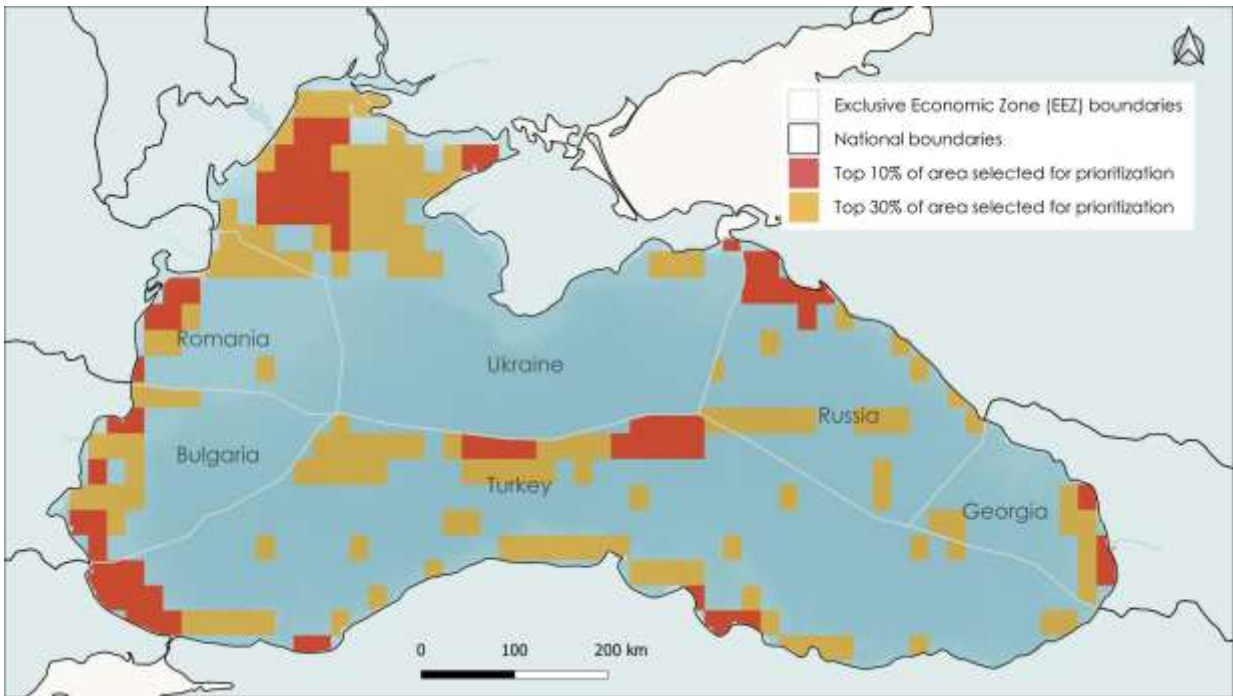 Exclusive Economic Zone (EEZ) boundaries
National boundaries
Top 10% of area selected for prioritization
Top 30% of area selected for prioritization
Romania
Ukraine
Russia
Bulgaria
Turkey
Georgia
0 100 200 km